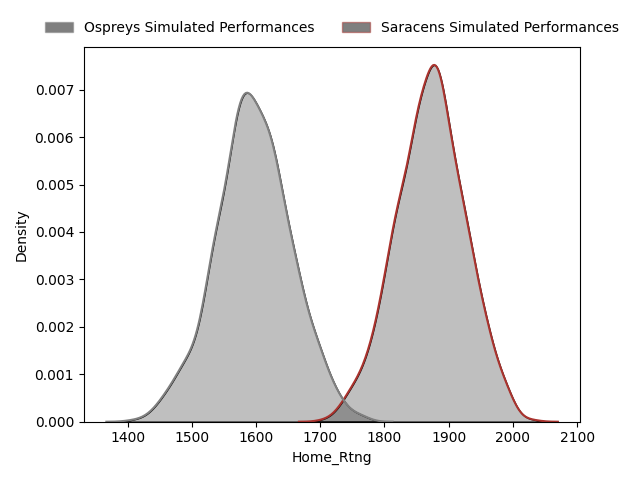 Ospreys Simulated Performances
Saracens Simulated Performances
0.007
0.006
0.005
0.004
0.003
0.002
0.001
0.000
Density
1400 1500 1600 1700 1800 1900 2000 2100
Home_Rtng